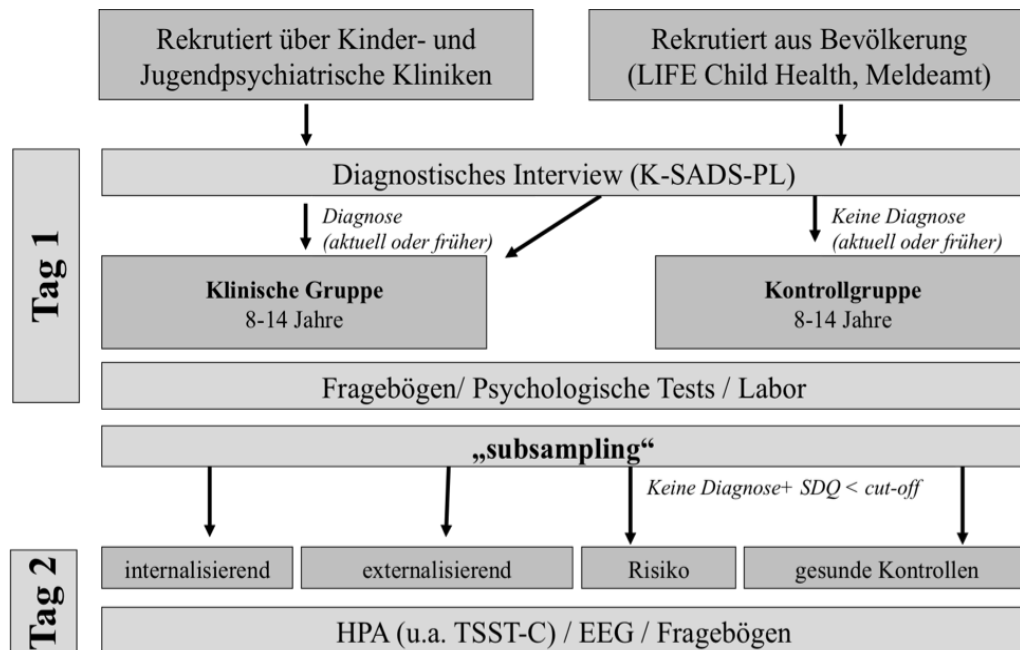 Rekrutiert über Kinder- und
Jugendpsychiatrische Kliniken
Rekrutiert aus Bevölkerung
(LIFE Child Health, Meldeamt)
Tag 1
Diagnostisches Interview (K-SADS-PL)
Diagnose
(aktuell oder früher)
Keine Diagnose
(aktuell oder früher)
Klinische Gruppe
8-14 Jahre
Kontrollgruppe
8-14 Jahre
Fragebögen/ Psychologische Tests / Labor
„subsampling“
Keine Diagnose+ SDQ < cut-off
Tag 2
internalisierend
externalisierend
Risiko
gesunde Kontrollen
HPA (u.a. TSST-C) / EEG / Fragebögen